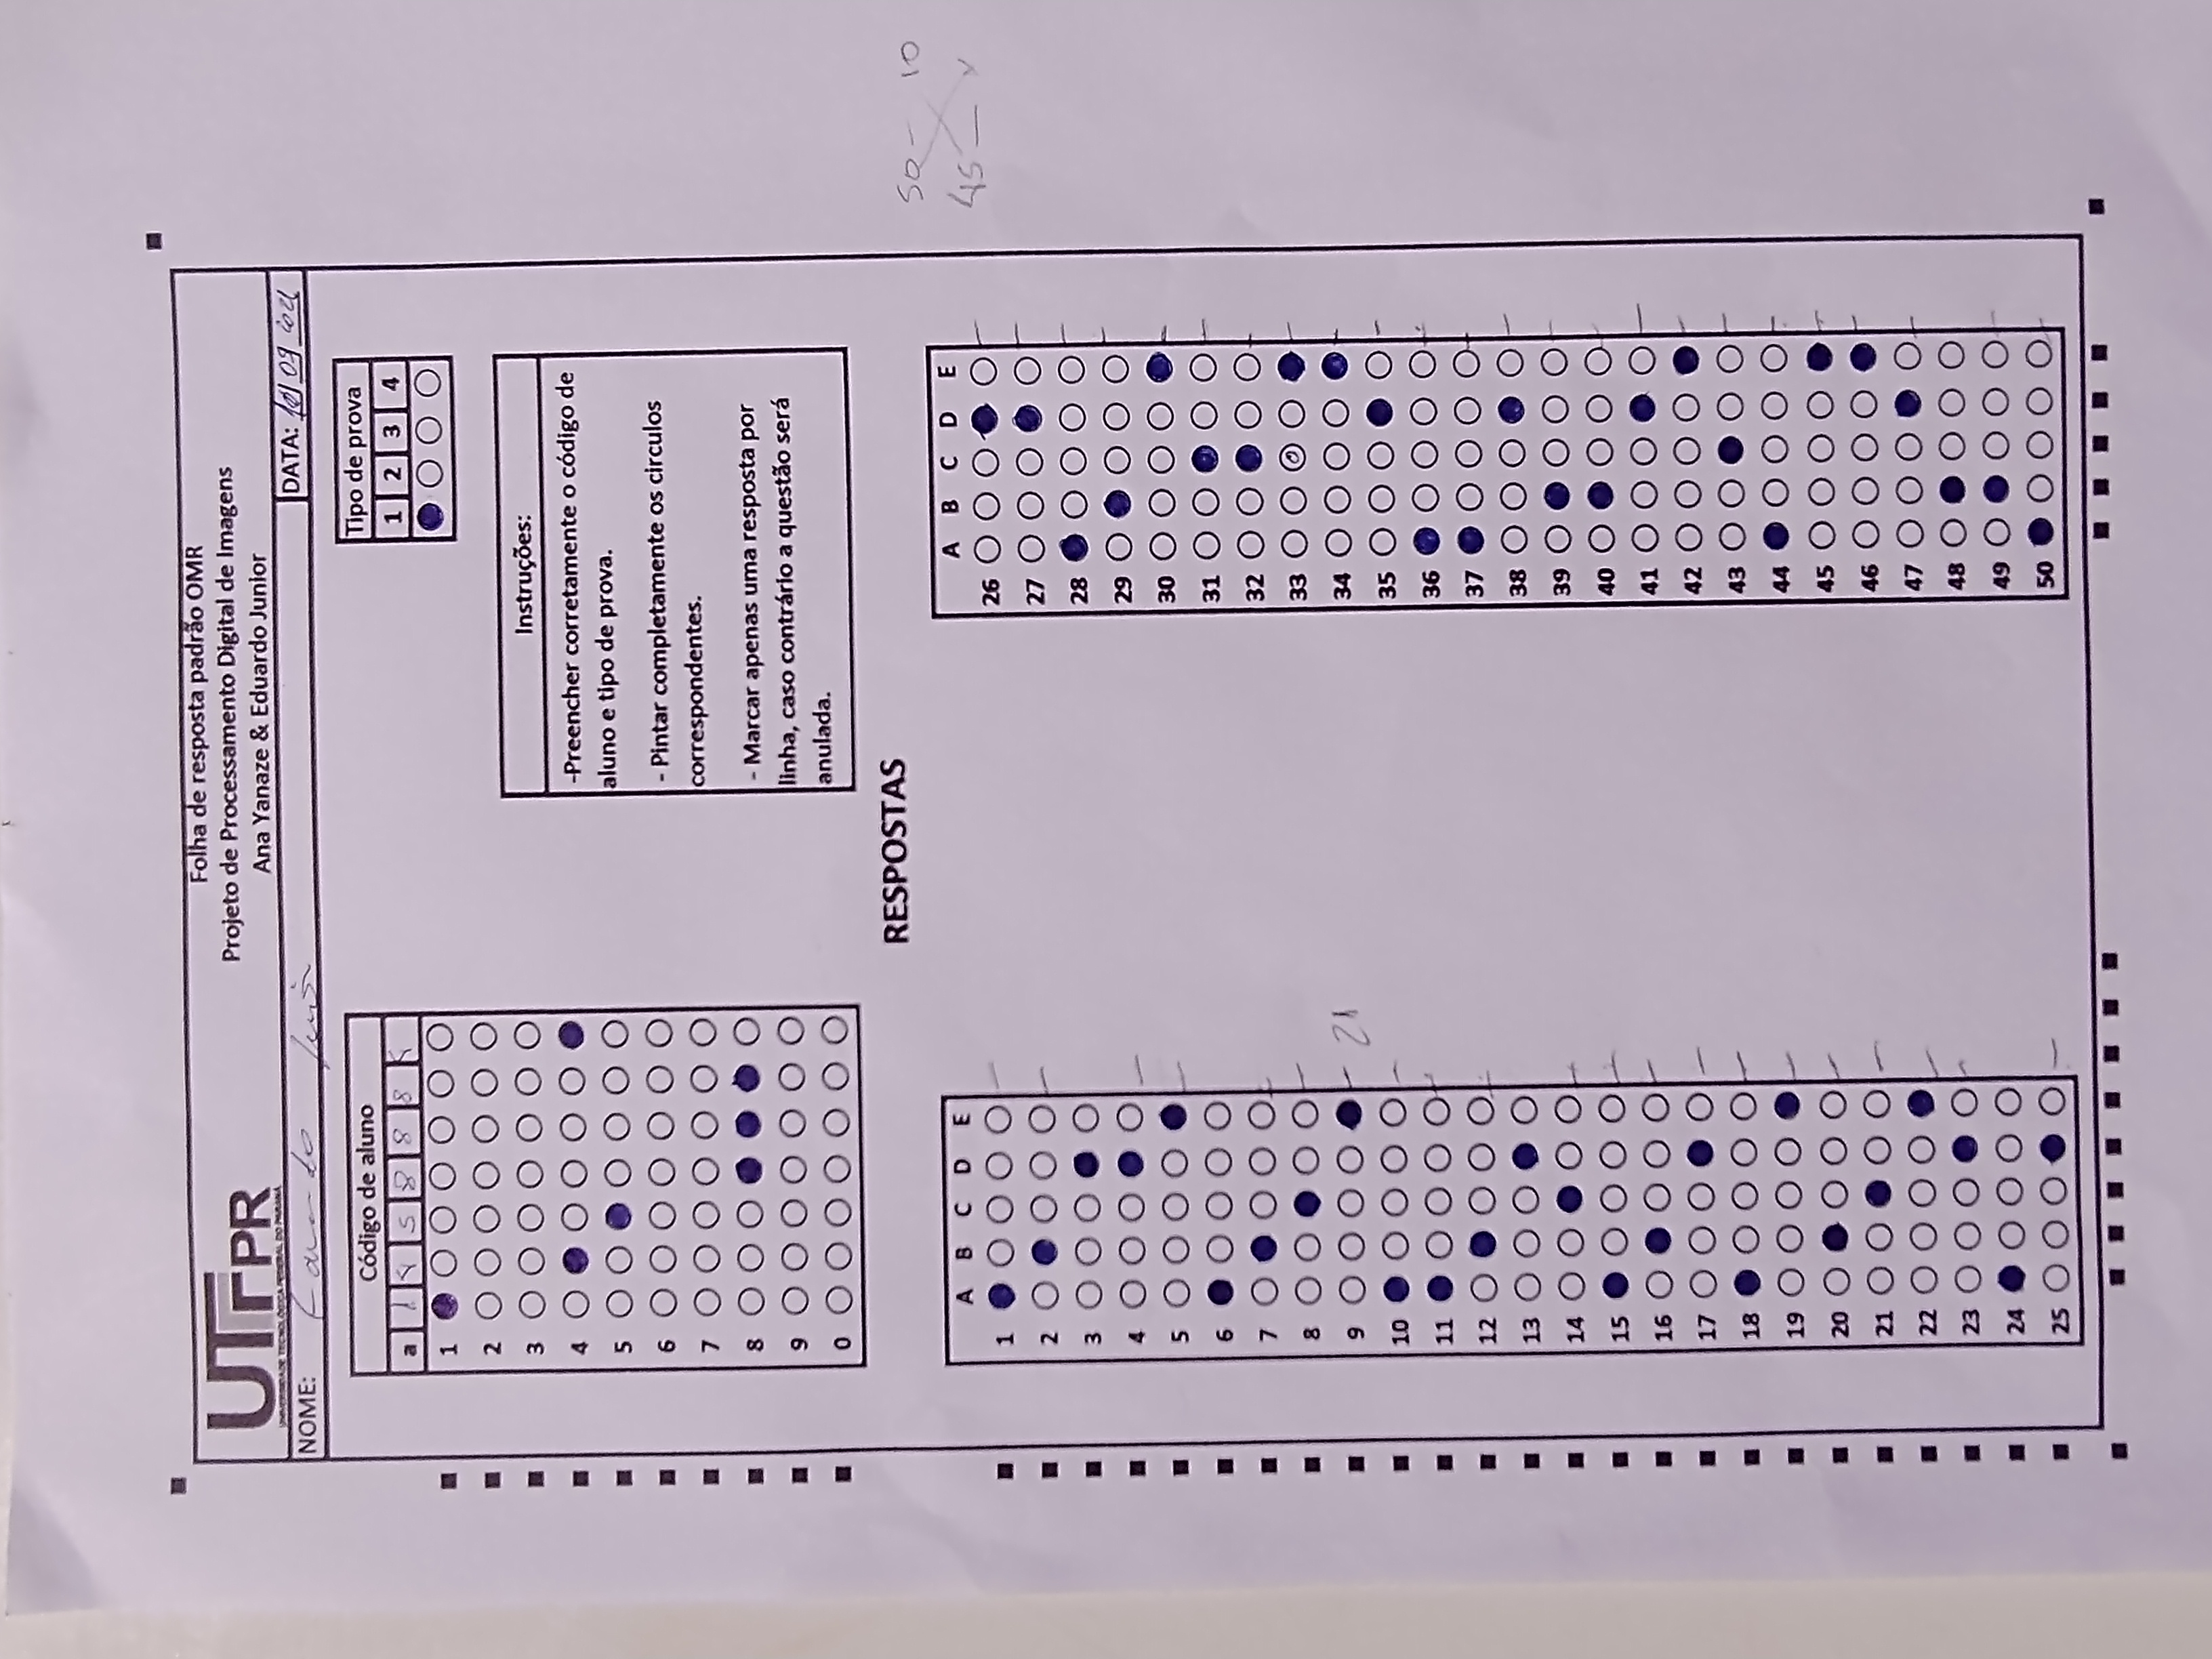 Folha de resposta padrão OMR
Projeto de Processamento Digital de Imagens
Ana Yanaze & Eduardo Junior
UTFPR
UNIVERSIDADE TECNOLÓGICA FEDERAL DO PARANÁ
NOME: Eduardo Junior
DATA: /09
Código de aluno
a 1 4 5 8 8 8 4
1
2
3
4
5
6
7
8
9
0
Tipo de prova
1 2 3 4
Instruções:
-Preencher corretamente o código de
aluno e tipo de prova.
- Pintar completamente os circulos
correspondentes.
- Marcar apenas uma resposta por
linha, caso contrário a questão será
anulada.
RESPOSTAS
A B C D E
1
2
3
4
5
6
7
8
9 21
10
11
12
13
14
15
16
17
18
19
20
21
22
23
24
25
A B C D E
26
27
28
29
30
31
32
33
34
35
36
37
38
39
40
41
42
43
44
45
46
47
48
49
50
50 — 10
45 — x